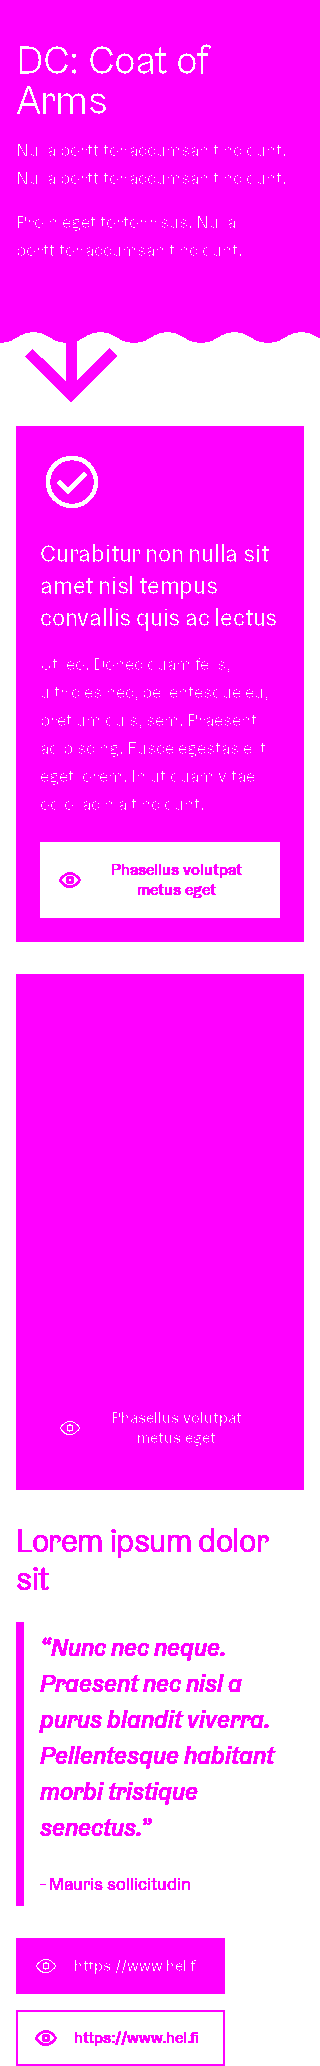 DC: Coat of
Arms
Nulla porttitor accumsan tincidunt.
Nulla porttitor accumsan tincidunt.
Proin eget tortor risus. Nulla
porttitor accumsan tincidunt.
Curabitur non nulla sit
amet nisl tempus
convallis quis ac lectus
Ut leo. Donec quam felis,
ultricies nec, pellentesque eu,
pretium quis, sem. Praesent
adipiscing. Fusce egestas elit
eget lorem. In ut quam vitae
odio lacinia tincidunt.
Phasellus volutpat
metus eget
Phasellus volutpat
metus eget
Lorem ipsum dolor
sit
“Nunc nec neque.
Praesent nec nisl a
purus blandit viverra.
Pellentesque habitant
morbi tristique
senectus.”
- Mauris sollicitudin
https://www.hel.fi
https://www.hel.fi